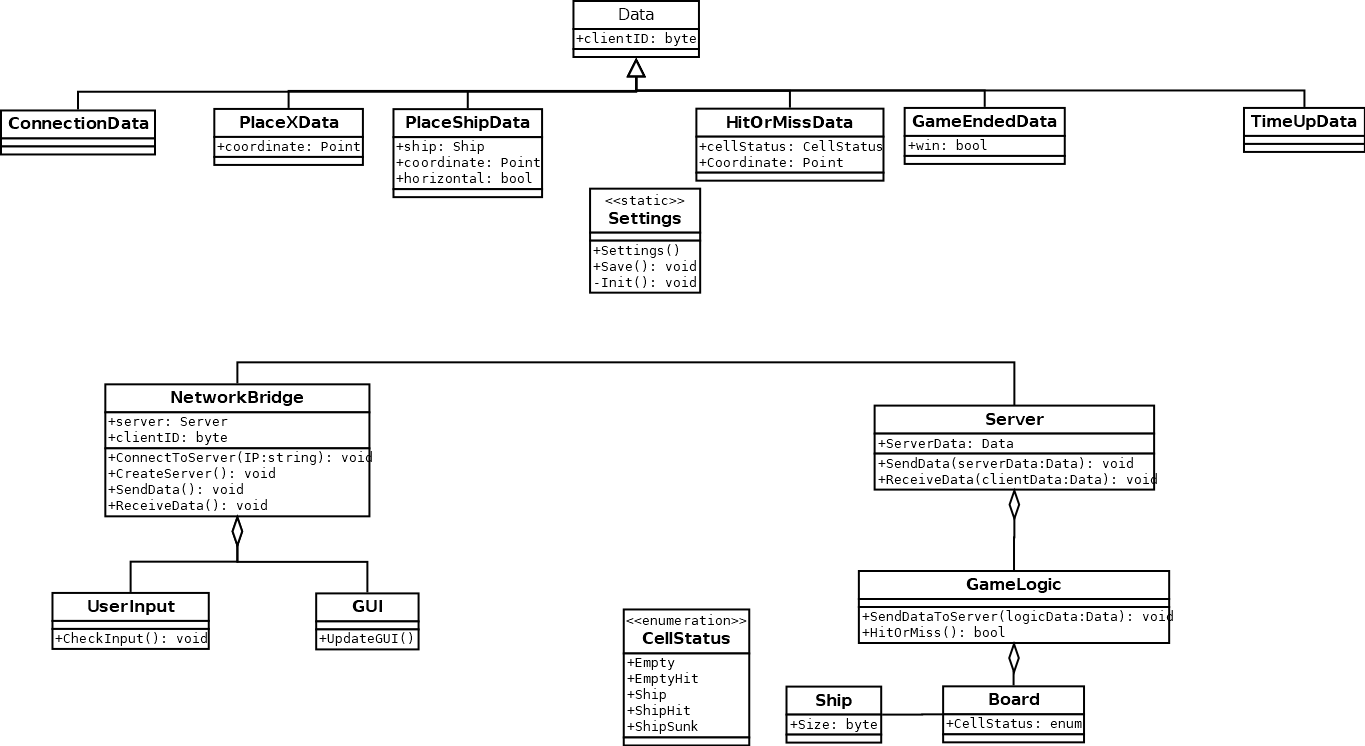 Data
+clientID: byte
ConnectionData
PlaceXData
+coordinate: Point
PlaceShipData
+ship: Ship
+coordinate: Point
+horizontal: bool
HitOrMissData
+cellStatus: CellStatus
+Coordinate: Point
GameEndedData
+win: bool
TimeUpData
<<static>>
Settings
+Settings()
+Save(): void
-Init(): void
NetworkBridge
+server: Server
+clientID: byte
+ConnectToServer(IP:string): void
+CreateServer(): void
+SendData(): void
+ReceiveData(): void
Server
+ServerData: Data
+SendData(serverData:Data): void
+ReceiveData(clientData:Data): void
UserInput
+CheckInput(): void
GUI
+UpdateGUI()
GameLogic
+SendDataToServer(logicData:Data): void
+HitOrMiss(): bool
<<enumeration>>
CellStatus
+Empty
+EmptyHit
+Ship
+ShipHit
+ShipSunk
Ship
+Size: byte
Board
+CellStatus: enum